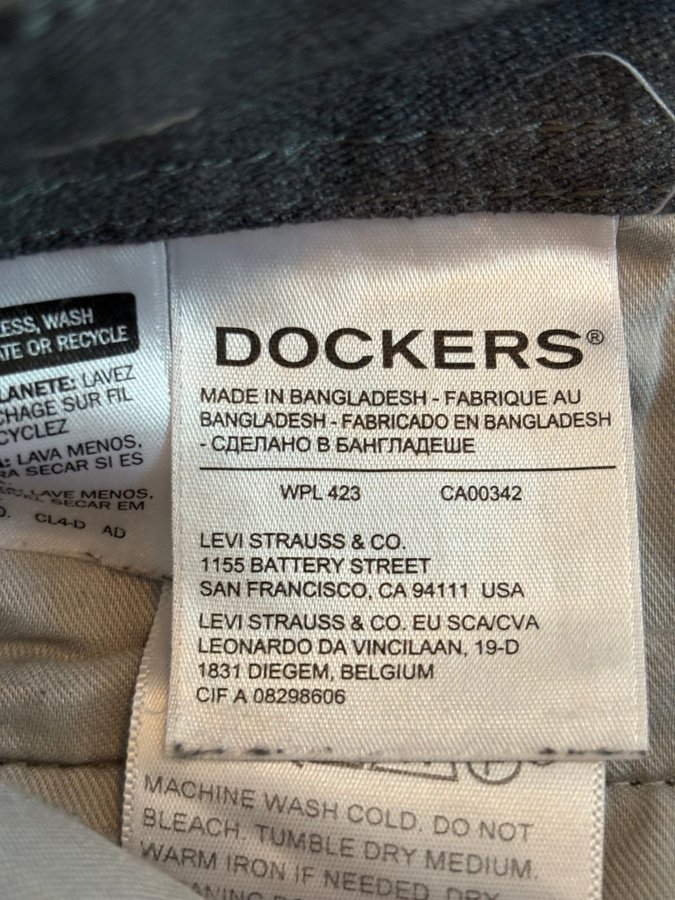 ESS, WASH
ATE OR RECYCLE
LANETE: LAVEZ
CHAGE SUR FIL
CYCLEZ
: LAVA MENOS,
RA SECAR SI ES
LAVE MENOS,
SECAR EM
CL4-D AD
DOCKERS®
MADE IN BANGLADESH - FABRIQUE AU
BANGLADESH - FABRICADO EN BANGLADESH
- СДЕЛАНО В БАНГЛАДЕШЕ
WPL 423 CA00342
LEVI STRAUSS & CO.
1155 BATTERY STREET
SAN FRANCISCO, CA 94111 USA
LEVI STRAUSS & CO. EU SCA/CVA
LEONARDO DA VINCILAAN, 19-D
1831 DIEGEM, BELGIUM
CIF A 08298606
MACHINE WASH COLD. DO NOT
BLEACH. TUMBLE DRY MEDIUM.
WARM IRON IF NEEDED. DRY